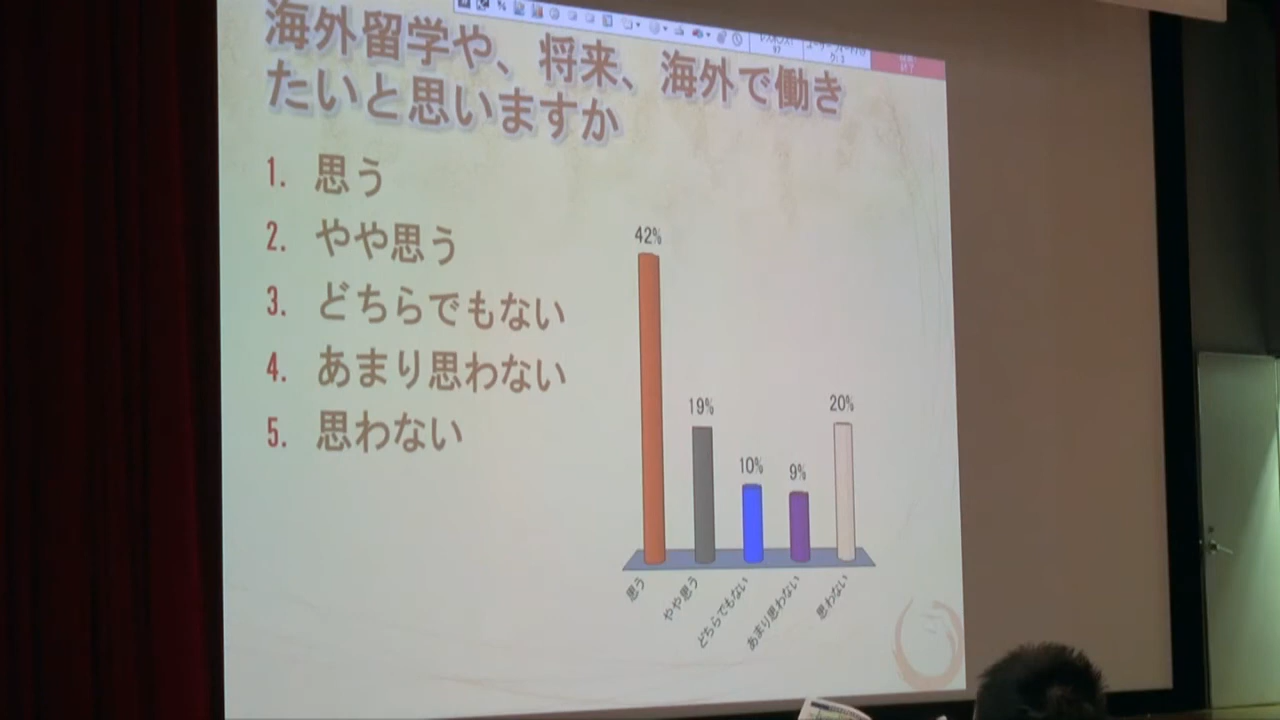 海外留学や、将来、海外で働き
たいと思いますか
1. 思う
2. やや思う
3. どちらでもない
4. あまり思わない
5. 思わない
42%
19%
10%
9%
20%
思う
やや思う
どちらでもない
あまり思わない
思わない